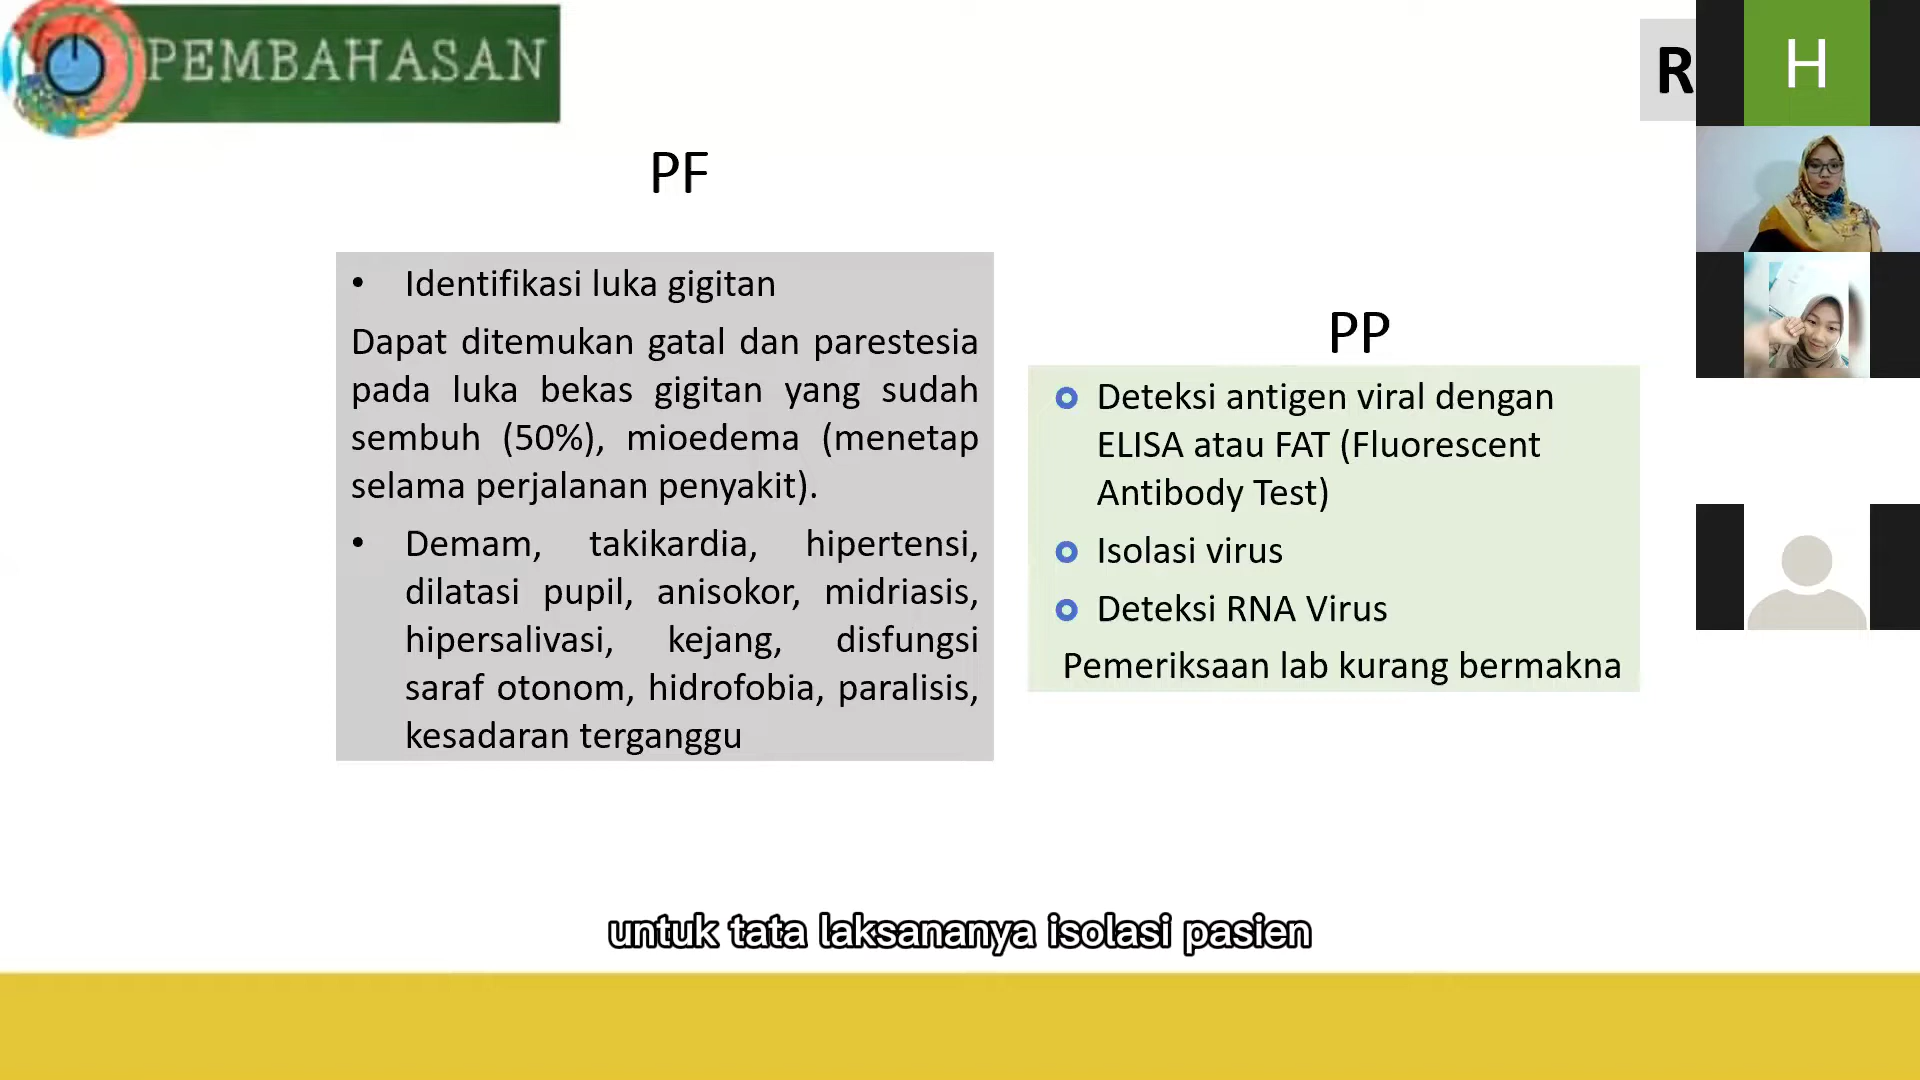 PEMBAHASAN
R
H
PF
• Identifikasi luka gigitan
Dapat ditemukan gatal dan parestesia
pada luka bekas gigitan yang sudah
sembuh (50%), mioedema (menetap
selama perjalanan penyakit).
• Demam, takikardia, hipertensi,
dilatasi pupil, anisokor, midriasis,
hipersalivasi, kejang, disfungsi
saraf otonom, hidrofobia, paralisis,
kesadaran terganggu
PP
Deteksi antigen viral dengan
ELISA atau FAT (Fluorescent
Antibody Test)
Isolasi virus
Deteksi RNA Virus
Pemeriksaan lab kurang bermakna
untuk tata laksananya isolasi pasien